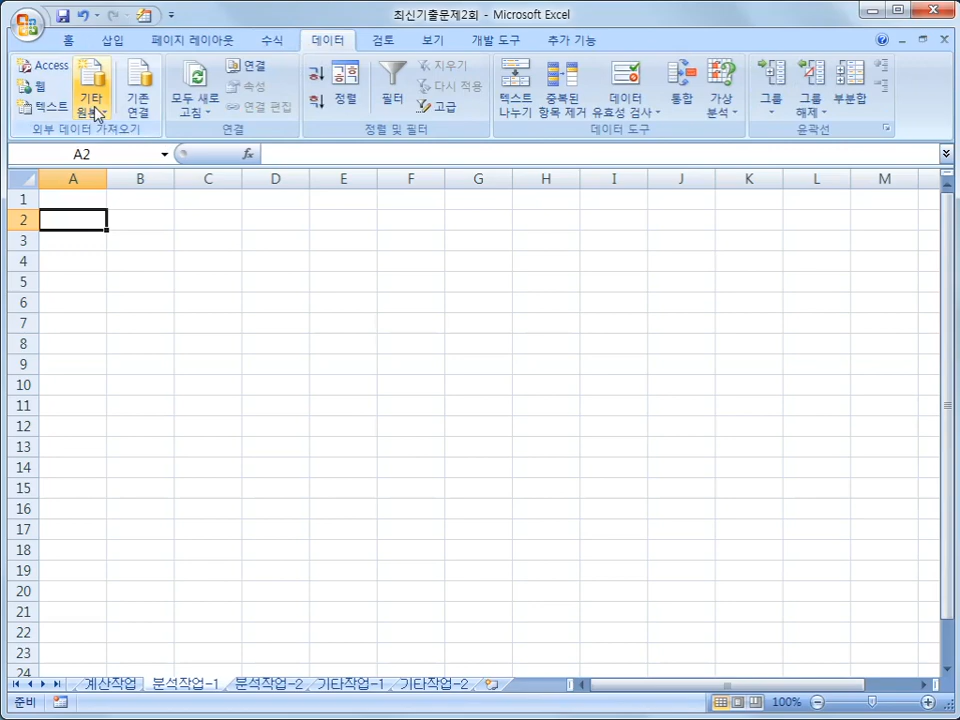 최신기출문제2회 - Microsoft Excel
홈 삽입 페이지 레이아웃 수식 데이터 검토 보기 개발 도구 추가 기능
Access
웹
텍스트
기타
원본
기존
연결
외부 데이터 가져오기
모두 새로
고침
연결
속성
연결 편집
연결
정렬
필터
지우기
다시 적용
고급
정렬 및 필터
텍스트
나누기
중복된
항목 제거
데이터
유효성 검사
통합
가상
분석
데이터 도구
그룹
그룹
해제
부분합
윤곽선
A2 fx
A B C D E F G H I J K L M
1
2
3
4
5
6
7
8
9
10
11
12
13
14
15
16
17
18
19
20
21
22
23
24
계산작업 분석작업-1 분석작업-2 기타작업-1 기타작업-2
준비 100%